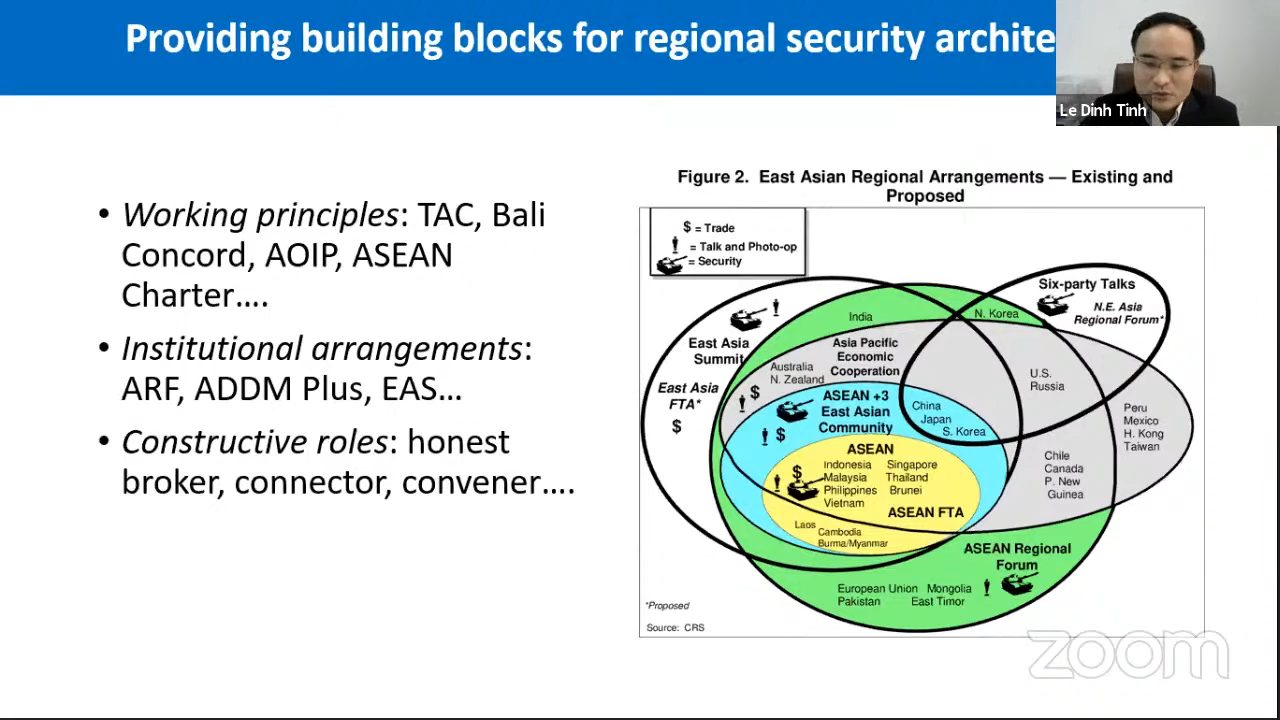 Providing building blocks for regional security archite
Le Dinh Tinh
• Working principles: TAC, Bali
Concord, AOIP, ASEAN
Charter….
• Institutional arrangements:
ARF, ADDM Plus, EAS…
• Constructive roles: honest
broker, connector, convener….
Figure 2. East Asian Regional Arrangements — Existing and
Proposed
$ = Trade
= Talk and Photo-op
= Security
Six-party Talks
N.E. Asia
Regional Forum*
India
N. Korea
East Asia
Summit
Asia Pacific
Economic
Cooperation
Australia
N. Zealand
U.S.
Russia
East Asia
FTA*
$
$
ASEAN +3
East Asian
Community
$
China
Japan
S. Korea
Peru
Mexico
H. Kong
Taiwan
ASEAN
$
Indonesia Singapore
Malaysia Thailand
Philippines Brunei
Vietnam
ASEAN FTA
Laos
Cambodia
Burma/Myanmar
Chile
Canada
P. New
Guinea
ASEAN Regional
Forum
European Union Mongolia
Pakistan East Timor
*Proposed
Source: CRS
zoom